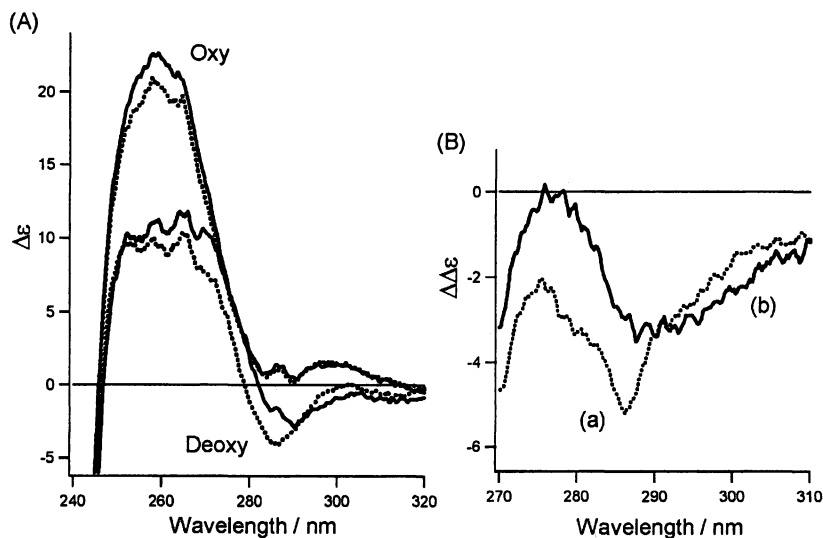 (A)
Oxy
20
15
10
5
0
-5
Δε
Deoxy
240 260 280 300 320
Wavelength / nm
(B)
0
-2
-4
-6
ΔΔε
(a)
(b)
270 280 290 300 310
Wavelength / nm